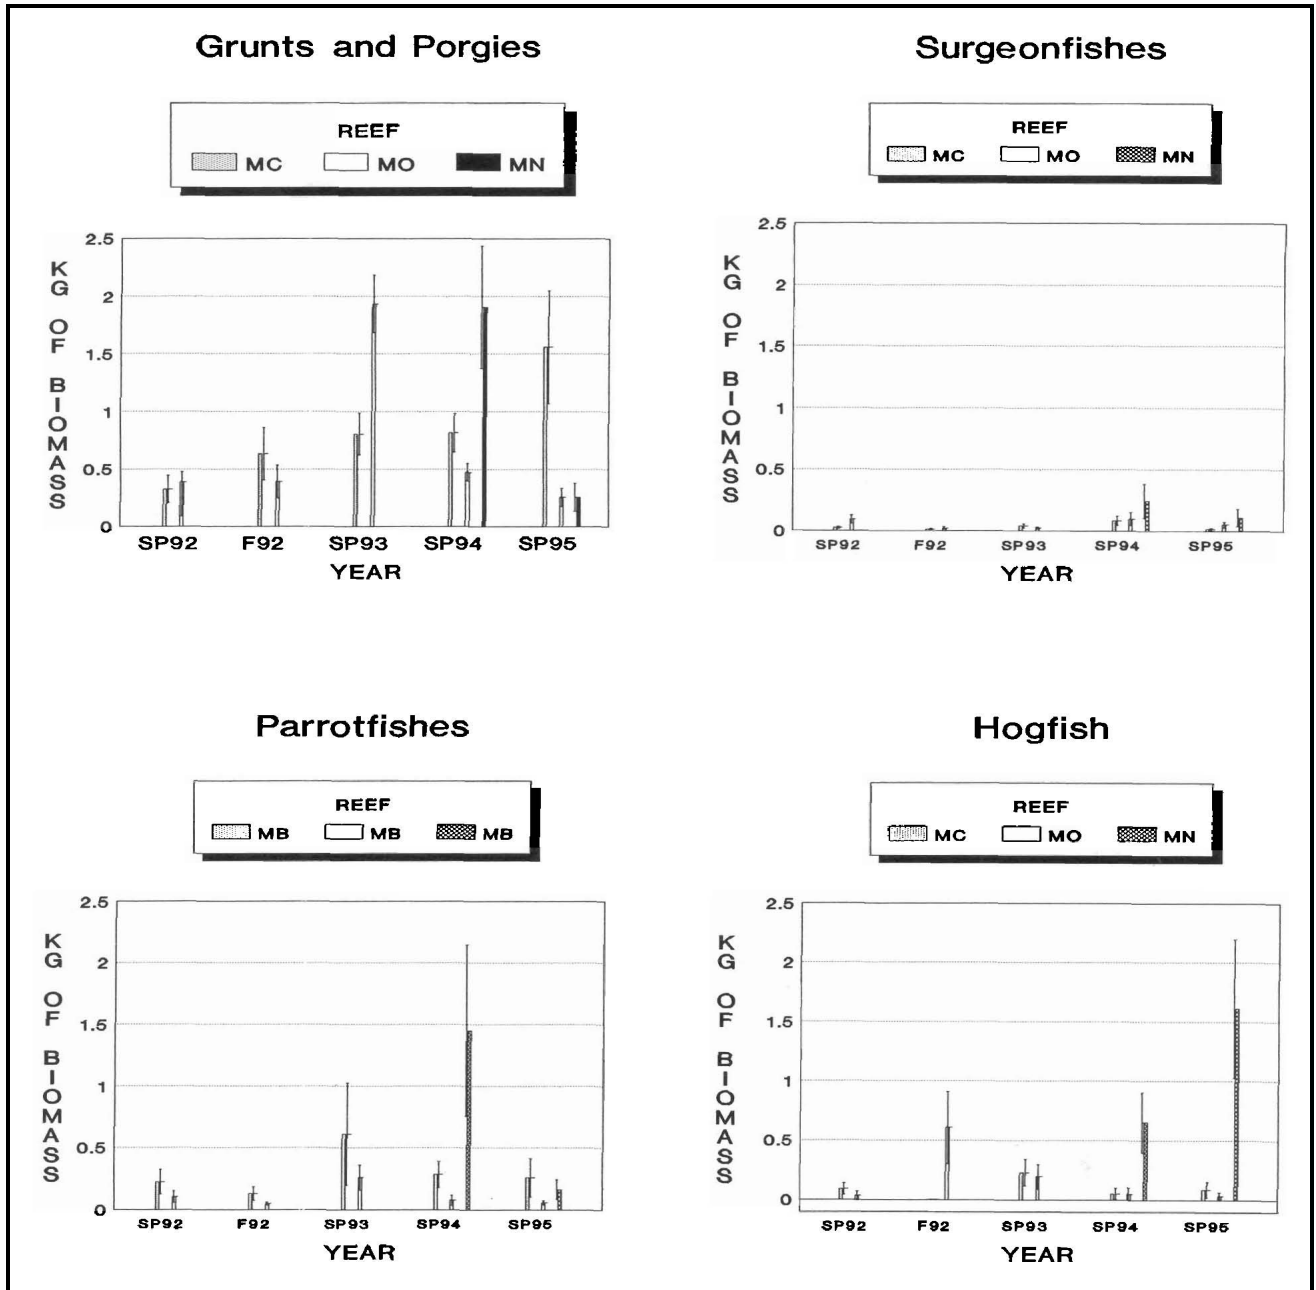 Grunts and Porgies
REEF
MC MO MN
2.5
2
1.5
1
0.5
0
KG OF BIOMASS
SP92 F92 SP93 SP94 SP95
YEAR
Surgeonfishes
REEF
MC MO MN
2.5
2
1.5
1
0.5
0
KG OF BIOMASS
SP92 F92 SP93 SP94 SP95
YEAR
Parrotfishes
REEF
MB MB MB
2.5
2
1.5
1
0.5
0
KG OF BIOMASS
SP92 F92 SP93 SP94 SP95
YEAR
Hogfish
REEF
MC MO MN
2.5
2
1.5
1
0.5
0
KG OF BIOMASS
SP92 F92 SP93 SP94 SP95
YEAR